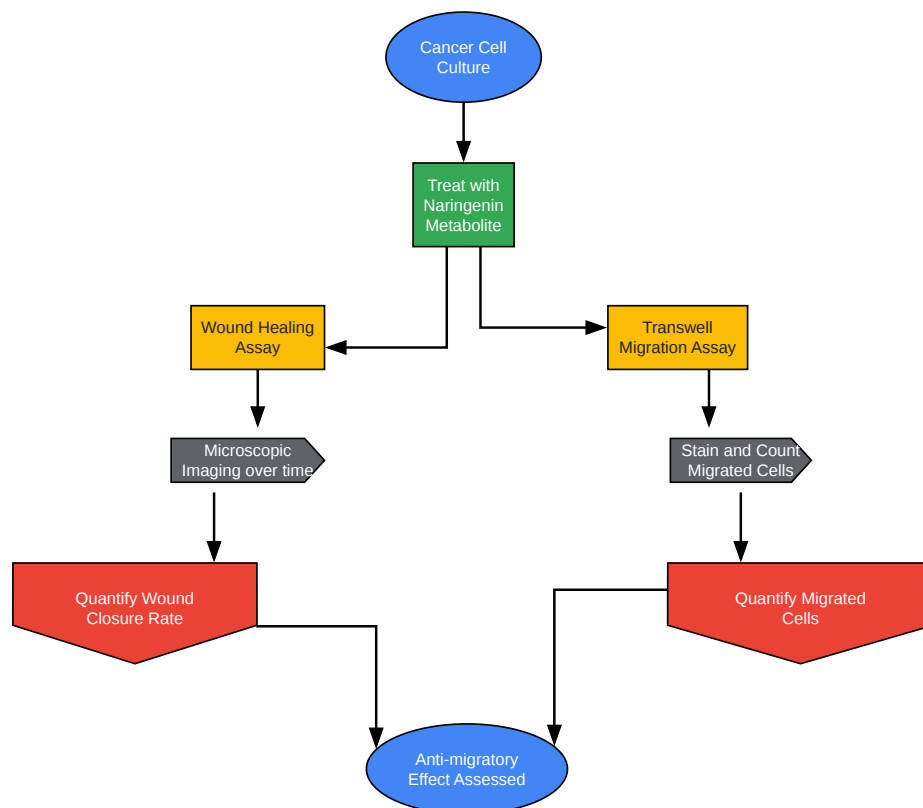 Cancer Cell
Culture
Treat with
Naringenin
Metabolite
Wound Healing
Assay
Transwell
Migration Assay
Microscopic
Imaging over time
Stain and Count
Migrated Cells
Quantify Wound
Closure Rate
Quantify Migrated
Cells
Anti-migratory
Effect Assessed